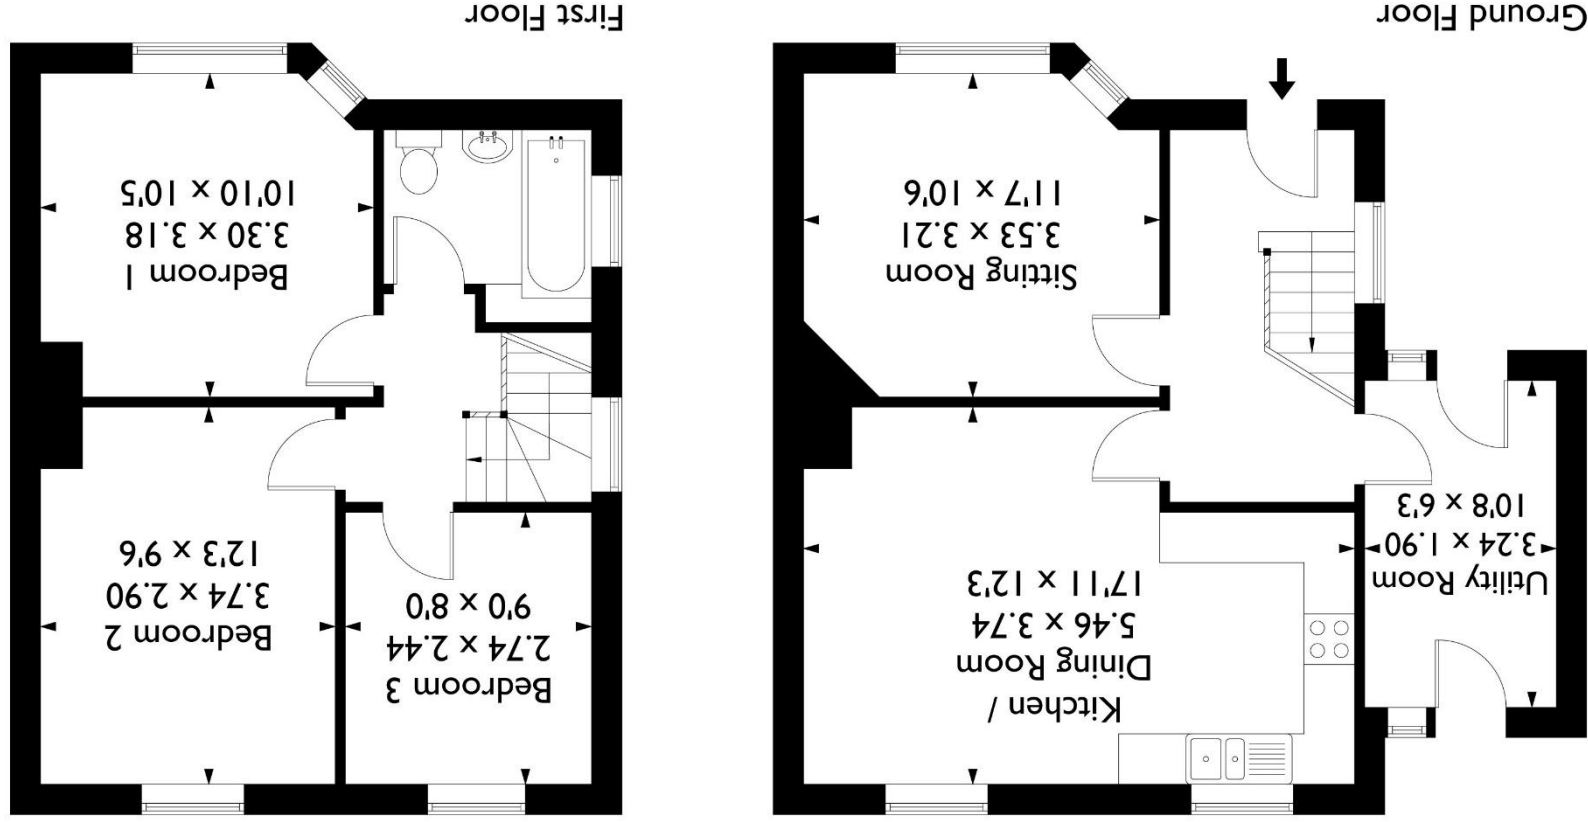 Utility Room
3.24 x 1.90
10'8 x 6'3
Kitchen /
Dining Room
5.46 x 3.74
17'11 x 12'3
Sitting Room
3.53 x 3.21
11'7 x 10'6
Ground Floor
Bedroom 3
2.74 x 2.44
9'0 x 8'0
Bedroom 2
3.74 x 2.90
12'3 x 9'6
Bedroom 1
3.30 x 3.18
10'10 x 10'5
First Floor